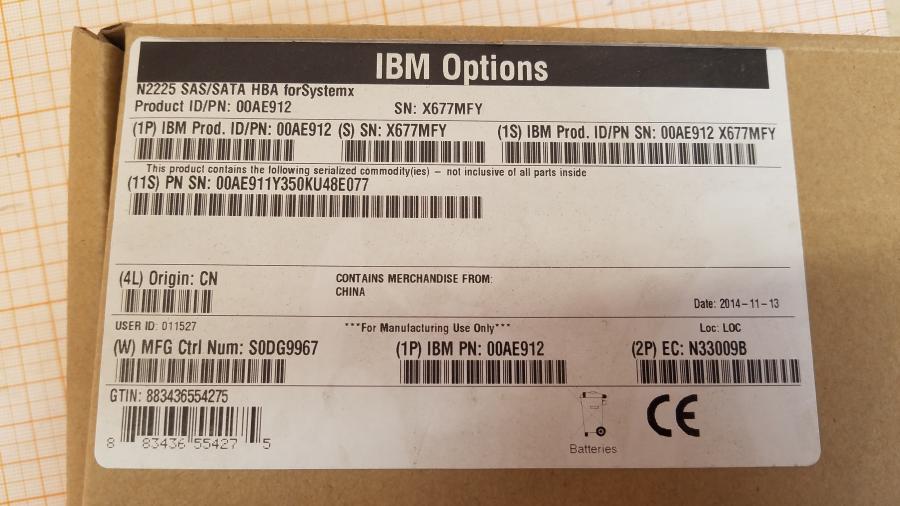 IBM Options
N2225 SAS/SATA HBA forSystemx
Product ID/PN: 00AE912 SN: X677MFY
(1P) IBM Prod. ID/PN: 00AE912 (S) SN: X677MFY (1S) IBM Prod. ID/PN SN: 00AE912 X677MFY
This product contains the following serialized commodity(ies) - not inclusive of all parts inside
(11S) PN SN: 00AE911Y350KU48E077
(4L) Origin: CN CONTAINS MERCHANDISE FROM:
CHINA
Date: 2014-11-13
USER ID: 011527 ***For Manufacturing Use Only*** Loc: LOC
(W) MFG Ctrl Num: S0DG9967 (1P) IBM PN: 00AE912 (2P) EC: N33009B
GTIN: 883436554275
8 83436 55427 5
Batteries
CE